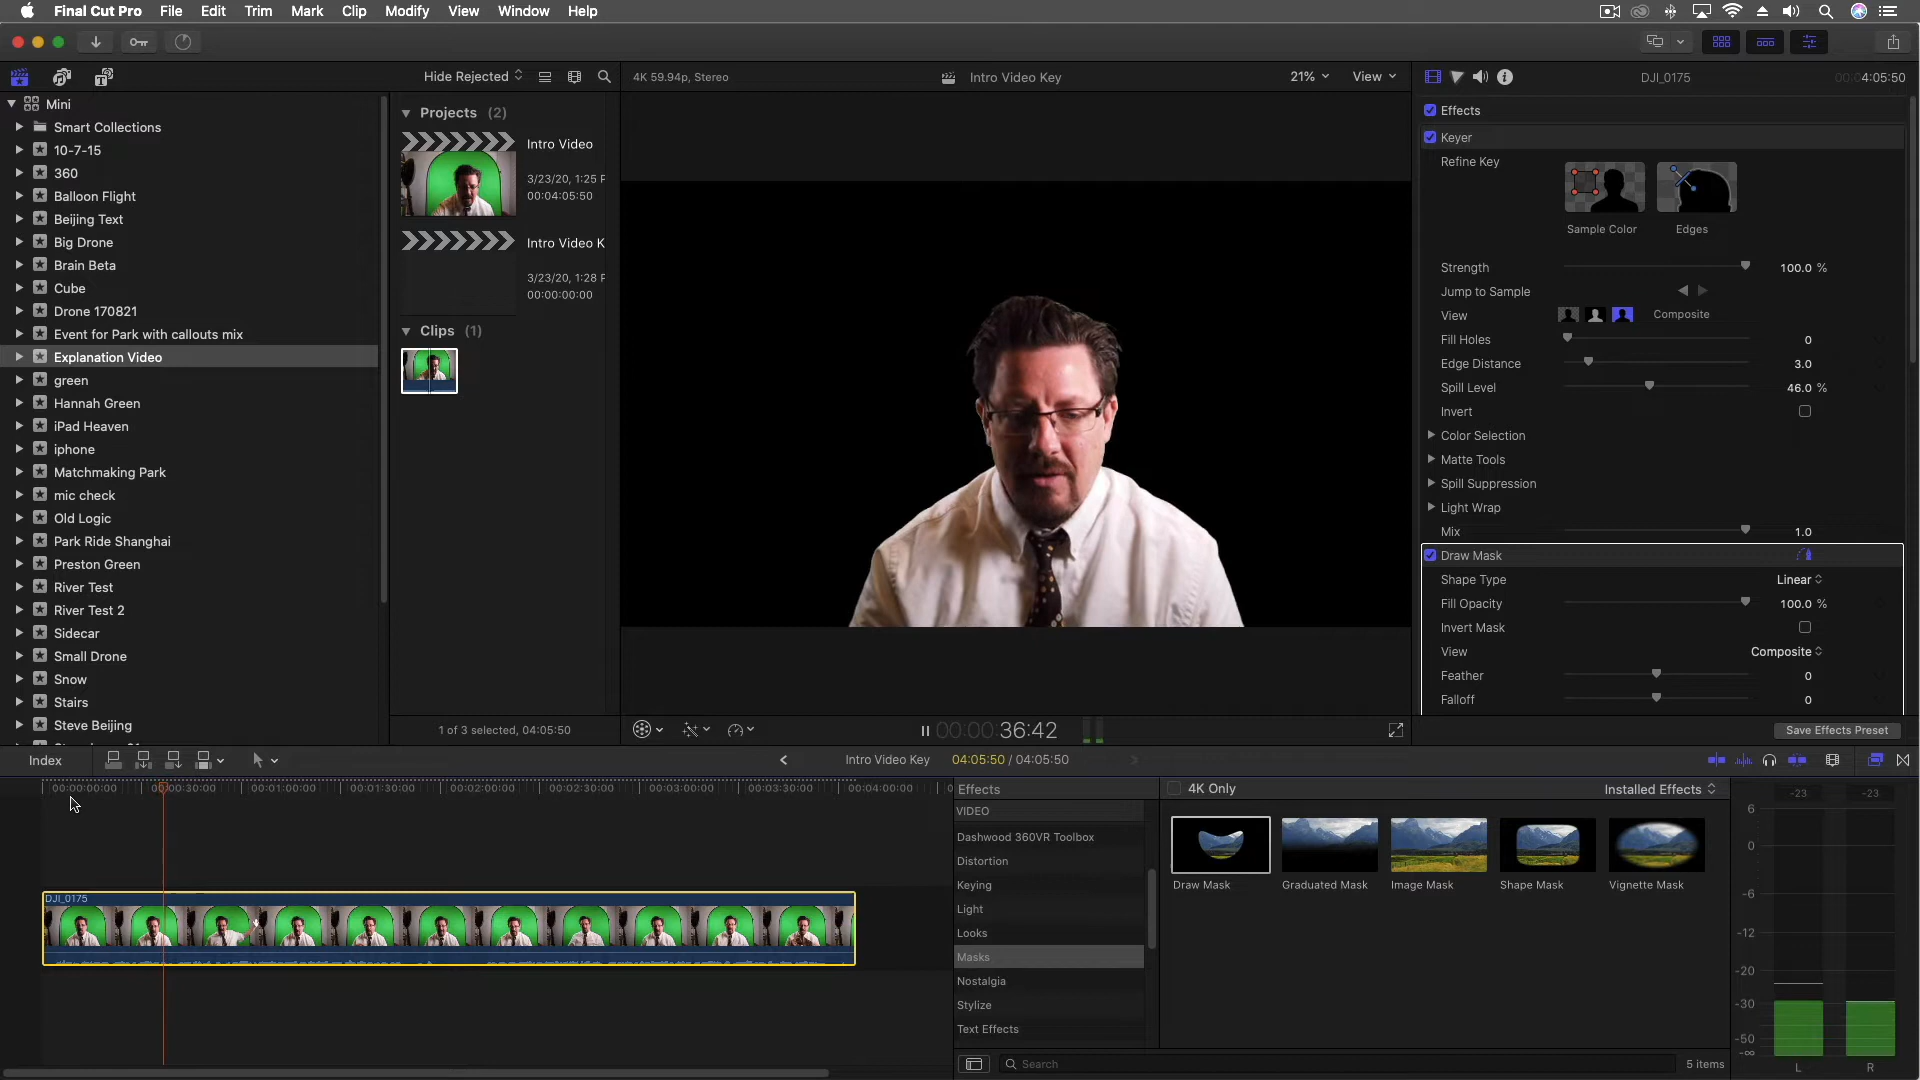 Final Cut Pro File Edit Trim Mark Clip Modify View Window Help
Hide Rejected
4K 59.94p, Stereo
Intro Video Key
21%
View
DJI_0175
4:05:50
Mini
Smart Collections
10-7-15
360
Balloon Flight
Beijing Text
Big Drone
Brain Beta
Cube
Drone 170821
Event for Park with callouts mix
Explanation Video
green
Hannah Green
iPad Heaven
iphone
Matchmaking Park
mic check
Old Logic
Park Ride Shanghai
Preston Green
River Test
River Test 2
Sidecar
Small Drone
Snow
Stairs
Steve Beijing
Projects (2)
Intro Video
3/23/20, 1:25 P
00:04:05:50
Intro Video K
3/23/20, 1:28 P
00:00:00:00
Clips (1)
1 of 3 selected, 04:05:50
00:00:00:36:42
Effects
Keyer
Refine Key
Sample Color
Edges
Strength 100.0 %
Jump to Sample
View Composite
Fill Holes 0
Edge Distance 3.0
Spill Level 46.0 %
Invert
Color Selection
Matte Tools
Spill Suppression
Light Wrap
Mix 1.0
Draw Mask
Shape Type Linear
Fill Opacity 100.0 %
Invert Mask
View Composite
Feather 0
Falloff 0
Save Effects Preset
Index
Intro Video Key
04:05:50 / 04:05:50
00:00:00:00 00:00:30:00 00:01:00:00 00:01:30:00 00:02:00:00 00:02:30:00 00:03:00:00 00:03:30:00 00:04:00:00
DJI_0175
Effects
VIDEO
Dashwood 360VR Toolbox
Distortion
Keying
Light
Looks
Masks
Nostalgia
Stylize
Text Effects
4K Only
Installed Effects
Draw Mask
Graduated Mask
Image Mask
Shape Mask
Vignette Mask
Search
5 items
-23 -23
6
0
-6
-12
-20
-30
-50
-∞
L R